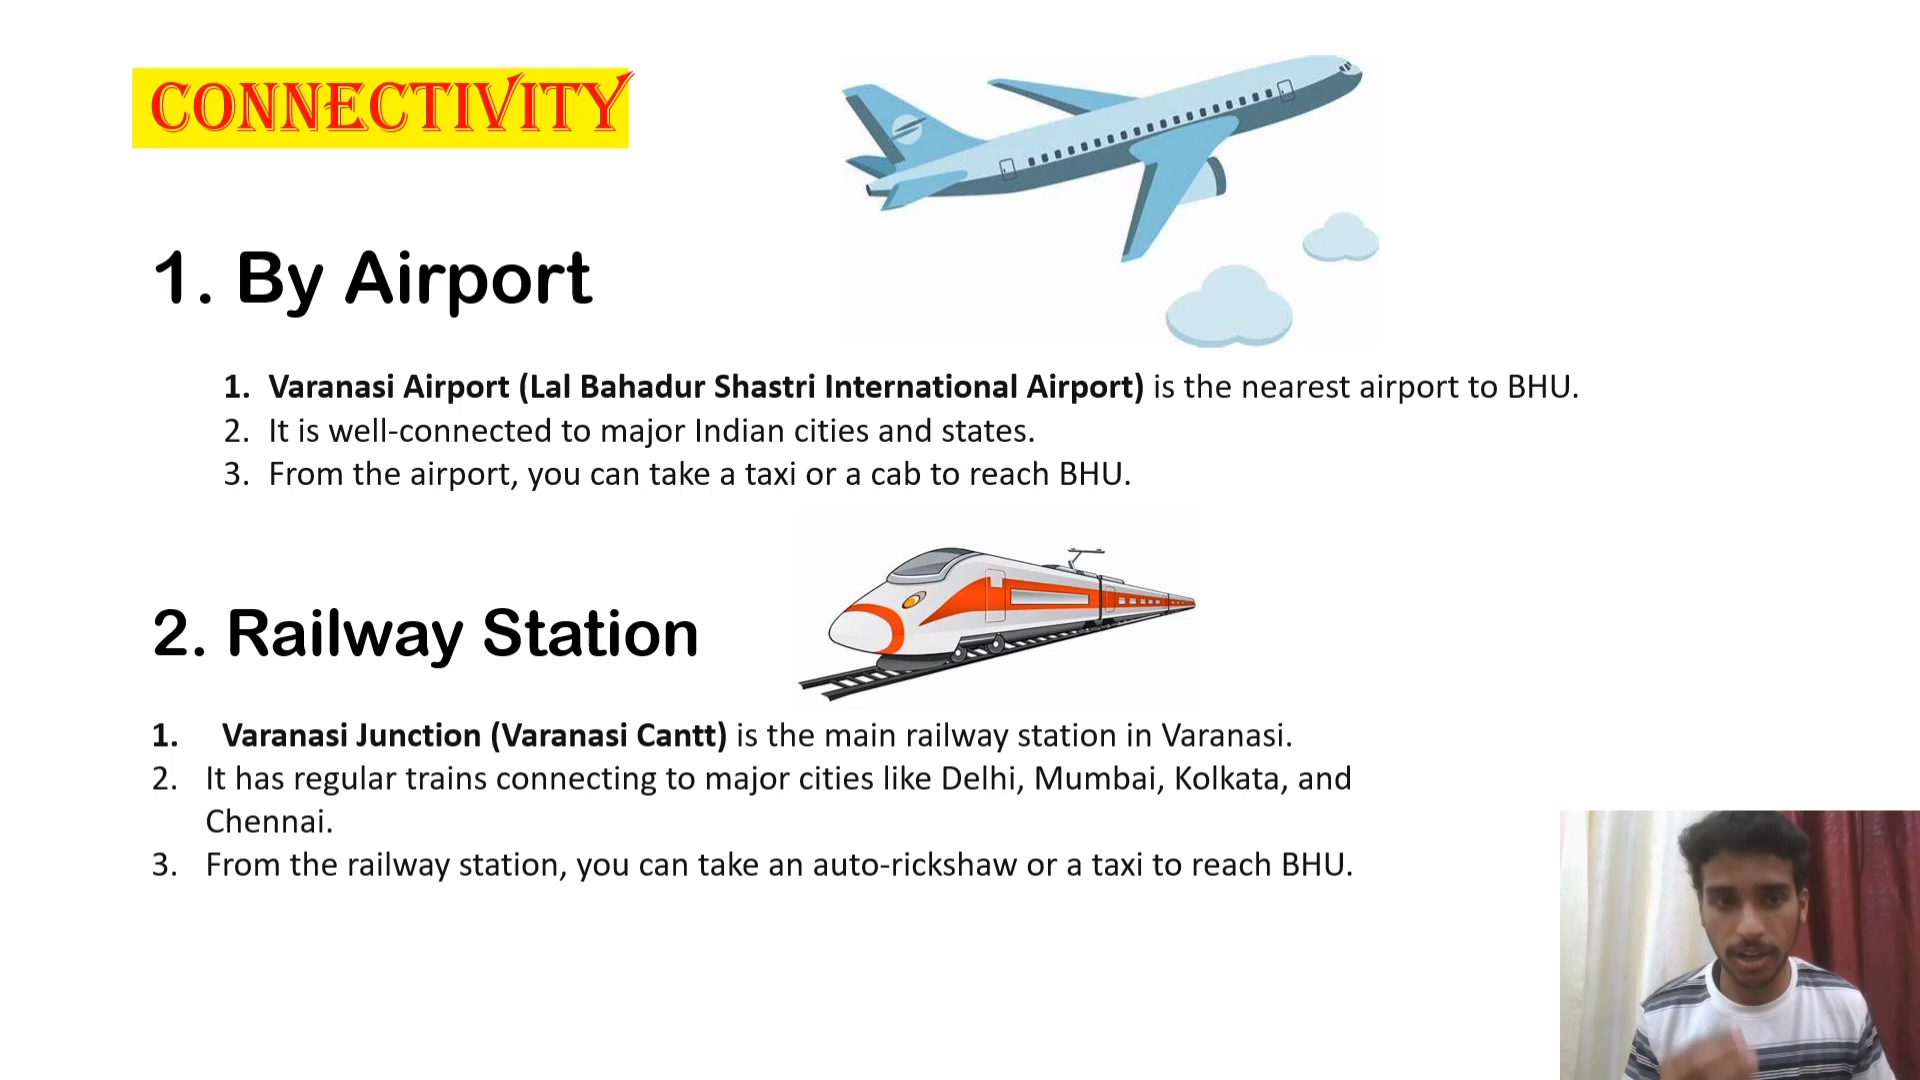 CONNECTIVITY
1. By Airport
1. Varanasi Airport (Lal Bahadur Shastri International Airport) is the nearest airport to BHU.
2. It is well-connected to major Indian cities and states.
3. From the airport, you can take a taxi or a cab to reach BHU.
2. Railway Station
1. Varanasi Junction (Varanasi Cantt) is the main railway station in Varanasi.
2. It has regular trains connecting to major cities like Delhi, Mumbai, Kolkata, and
Chennai.
3. From the railway station, you can take an auto-rickshaw or a taxi to reach BHU.